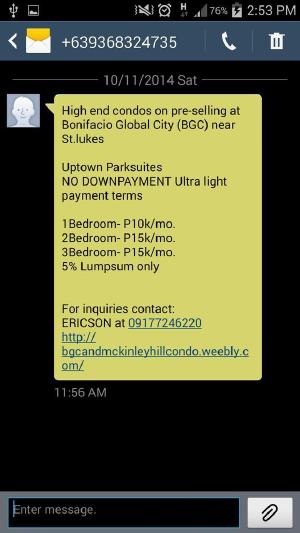 76% 2:53 PM
+639368324735
10/11/2014 Sat
High end condos on pre-selling at
Bonifacio Global City (BGC) near
St.lukes
Uptown Parksuites
NO DOWNPAYMENT Ultra light
payment terms
1Bedroom- P10k/mo.
2Bedroom- P15k/mo.
3Bedroom- P15k/mo.
5% Lumpsum only
For inquiries contact:
ERICSON at 09177246220
http://
bgcandmckinleyhillcondo.weebly.c
om/
11:56 AM
Enter message.